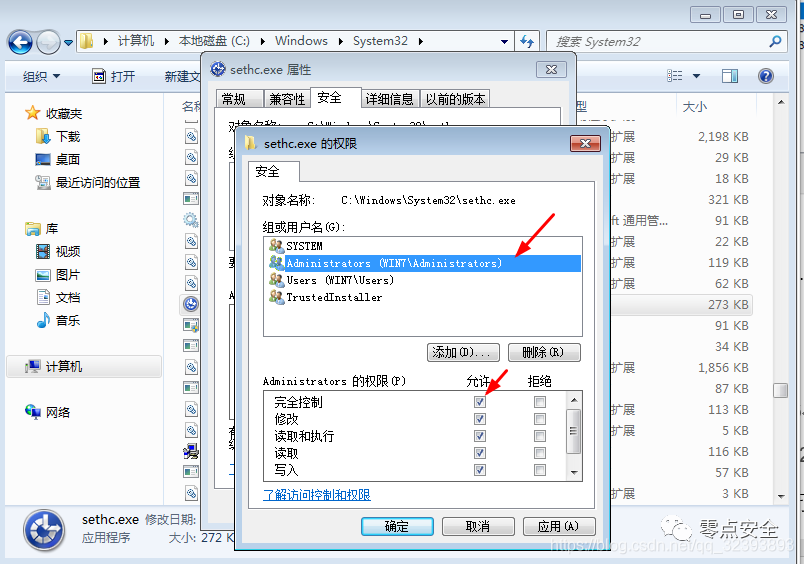 计算机 本地磁盘 (C:) Windows System32
搜索 System32
组织 打开 新建文
sethc.exe 属性
常规 兼容性 安全 详细信息 以前的版本
sethc.exe 的权限
安全
对象名称: C:\Windows\System32\sethc.exe
组或用户名(G):
SYSTEM
Administrators (WIN7\Administrators)
Users (WIN7\Users)
TrustedInstaller
添加(D)... 删除(R)
Administrators 的权限(P) 允许 拒绝
完全控制
修改
读取和执行
读取
写入
了解访问控制和权限
确定 取消 应用(A)
收藏夹
下载
桌面
最近访问的位置
库
视频
图片
文档
音乐
计算机
网络
名称
型 大小
扩展 2,198 KB
扩展 29 KB
扩展 18 KB
321 KB
ft 通用管... 91 KB
扩展 22 KB
扩展 119 KB
扩展 62 KB
273 KB
91 KB
34 KB
扩展 1,856 KB
87 KB
扩展 113 KB
扩展 5 KB
116 KB
57 KB
扩展 3 KB
sethc.exe 修改日期:
应用程序 大小: 272 K
零点安全
https://blog.csdn.net/qq_32393893